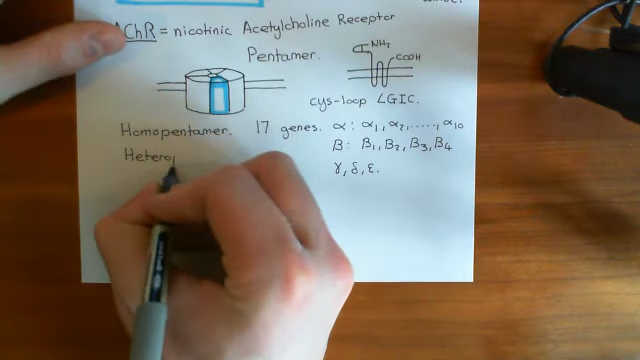 AChR = nicotinic Acetylcholine Receptor
Pentamer.
NH₂
COOH
cys-loop LGIC.
Homopentamer. 17 genes. α: α₁, α₂, ....., α₁₀
β: β₁, β₂, β₃, β₄
Hetero
γ, δ, ε.